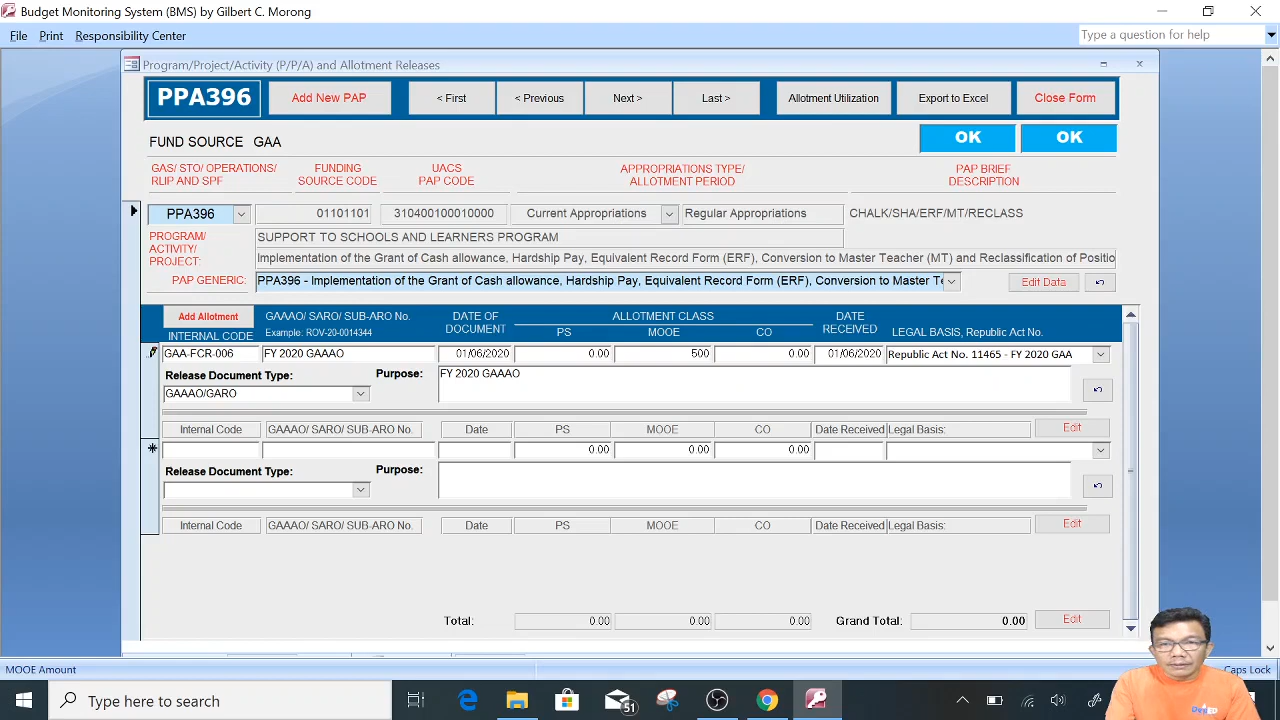 Budget Monitoring System (BMS) by Gilbert C. Morong
File Print Responsibility Center
Type a question for help
Program/Project/Activity (P/P/A) and Allotment Releases
PPA396 Add New PAP < First < Previous Next > Last > Allotment Utilization Export to Excel Close Form
FUND SOURCE GAA
OK OK
GAS/ STO/ OPERATIONS/ RLIP AND SPF
FUNDING SOURCE CODE
UACS PAP CODE
APPROPRIATIONS TYPE/ ALLOTMENT PERIOD
PAP BRIEF DESCRIPTION
PPA396 01101101 310400100010000 Current Appropriations Regular Appropriations CHALK/SHA/ERF/MT/RECLASS
PROGRAM/ ACTIVITY/ PROJECT:
SUPPORT TO SCHOOLS AND LEARNERS PROGRAM
Implementation of the Grant of Cash allowance, Hardship Pay, Equivalent Record Form (ERF), Conversion to Master Teacher (MT) and Reclassification of Positio
PAP GENERIC: PPA396 - Implementation of the Grant of Cash allowance, Hardship Pay, Equivalent Record Form (ERF), Conversion to Master Te
Edit Data
Add Allotment
INTERNAL CODE
GAAAO/ SARO/ SUB-ARO No.
Example: ROV-20-0014344
DATE OF DOCUMENT
ALLOTMENT CLASS
PS MOOE CO
DATE RECEIVED
LEGAL BASIS, Republic Act No.
GAA-FCR-006 FY 2020 GAAAO 01/06/2020 0.00 500 0.00 01/06/2020 Republic Act No. 11465 - FY 2020 GAA
Release Document Type: Purpose: FY 2020 GAAAO
GAAAO/GARO
Internal Code GAAAO/ SARO/ SUB-ARO No. Date PS MOOE CO Date Received Legal Basis: Edit
0.00 0.00 0.00
Release Document Type: Purpose:
Internal Code GAAAO/ SARO/ SUB-ARO No. Date PS MOOE CO Date Received Legal Basis: Edit
Total: 0.00 0.00 0.00 Grand Total: 0.00 Edit
MOOE Amount
Caps Lock
Type here to search
51